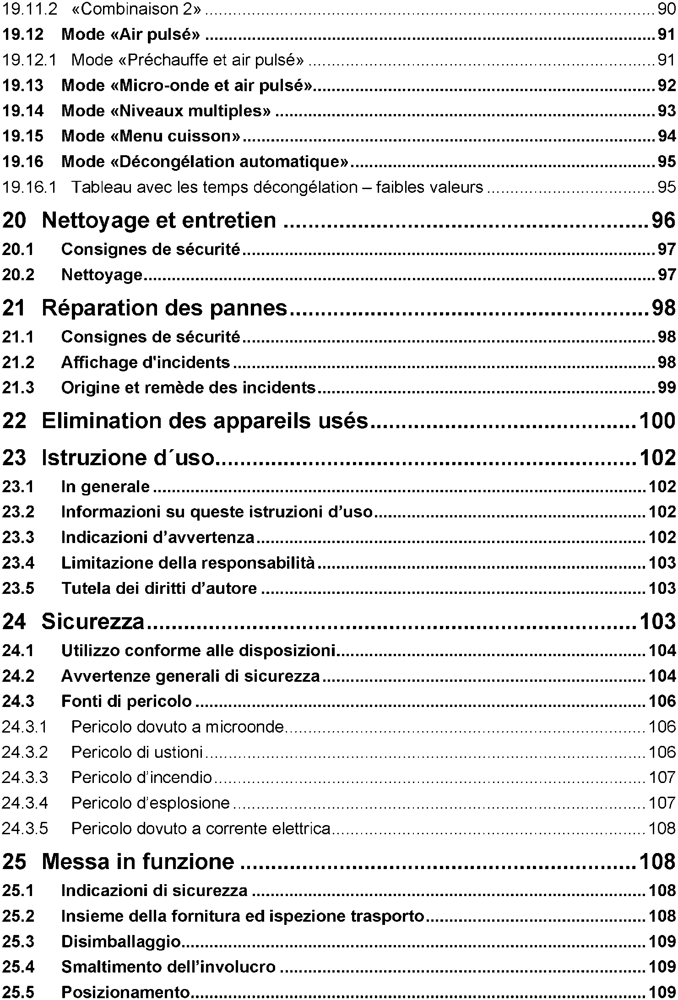 19.11.2 «Combinaison 2» ........ 90
19.12 Mode «Air pulsé» ........ 91
19.12.1 Mode «Préchauffe et air pulsé» ........ 91
19.13 Mode «Micro-onde et air pulsé» ........ 92
19.14 Mode «Niveaux multiples» ........ 93
19.15 Mode «Menu cuisson» ........ 94
19.16 Mode «Décongélation automatique» ........ 95
19.16.1 Tableau avec les temps décongélation – faibles valeurs ........ 95
20 Nettoyage et entretien ........ 96
20.1 Consignes de sécurité ........ 97
20.2 Nettoyage ........ 97
21 Réparation des pannes ........ 98
21.1 Consignes de sécurité ........ 98
21.2 Affichage d'incidents ........ 98
21.3 Origine et remède des incidents ........ 99
22 Elimination des appareils usés ........ 100
23 Istruzione d´uso ........ 102
23.1 In generale ........ 102
23.2 Informazioni su queste istruzioni d’uso ........ 102
23.3 Indicazioni d’avvertenza ........ 102
23.4 Limitazione della responsabilità ........ 103
23.5 Tutela dei diritti d’autore ........ 103
24 Sicurezza ........ 103
24.1 Utilizzo conforme alle disposizioni ........ 104
24.2 Avvertenze generali di sicurezza ........ 104
24.3 Fonti di pericolo ........ 106
24.3.1 Pericolo dovuto a microonde ........ 106
24.3.2 Pericolo di ustioni ........ 106
24.3.3 Pericolo d’incendio ........ 107
24.3.4 Pericolo d’esplosione ........ 107
24.3.5 Pericolo dovuto a corrente elettrica ........ 108
25 Messa in funzione ........ 108
25.1 Indicazioni di sicurezza ........ 108
25.2 Insieme della fornitura ed ispezione trasporto ........ 108
25.3 Disimballaggio ........ 109
25.4 Smaltimento dell’involucro ........ 109
25.5 Posizionamento ........ 109